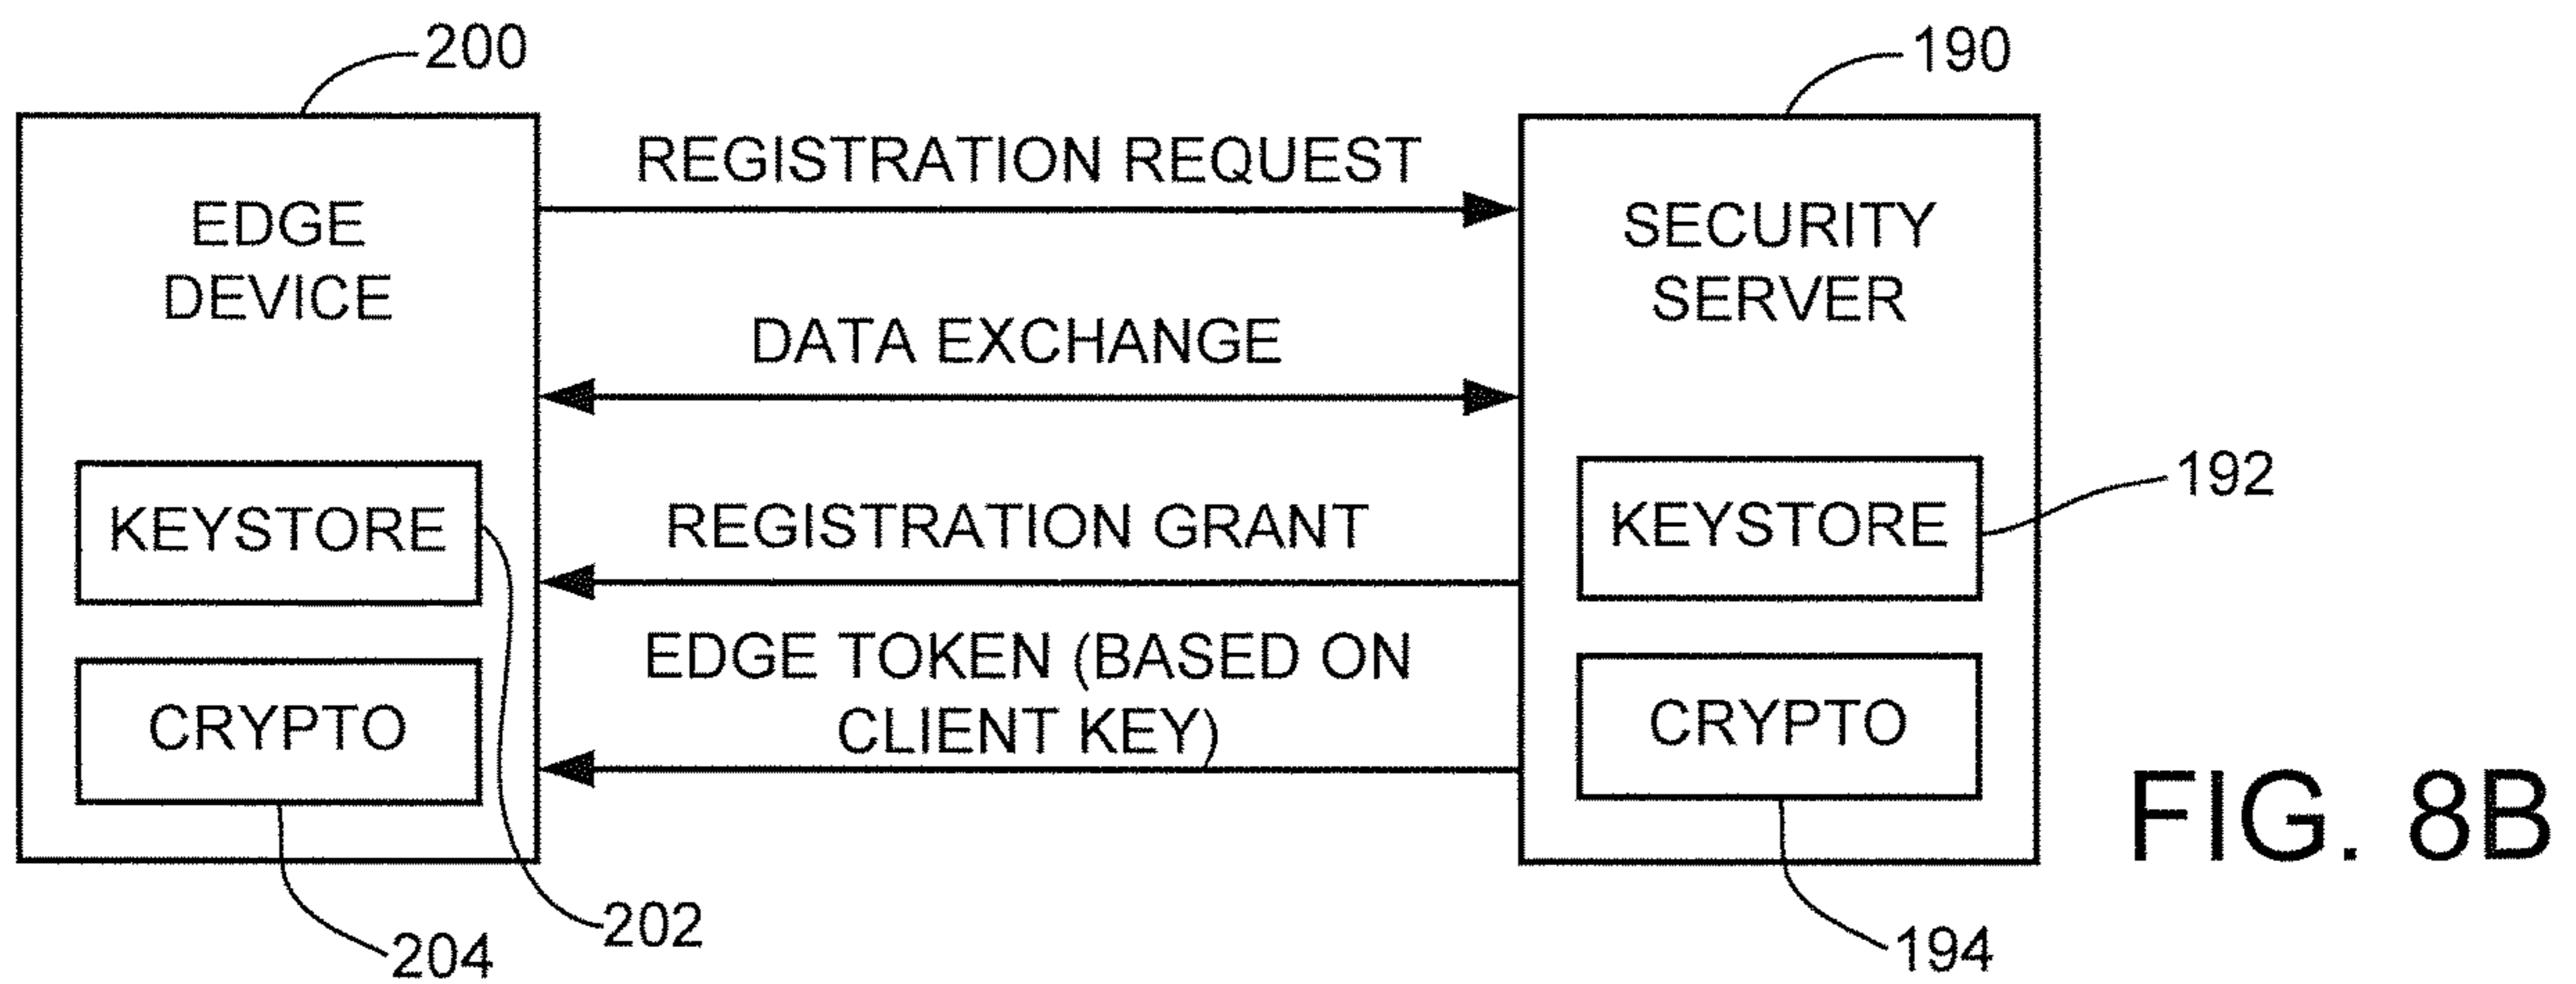 200
190
REGISTRATION REQUEST
EDGE
DEVICE
SECURITY
SERVER
DATA EXCHANGE
KEYSTORE
REGISTRATION GRANT
KEYSTORE
192
EDGE TOKEN (BASED ON
CLIENT KEY)
CRYPTO
CRYPTO
FIG. 8B
202
204
194